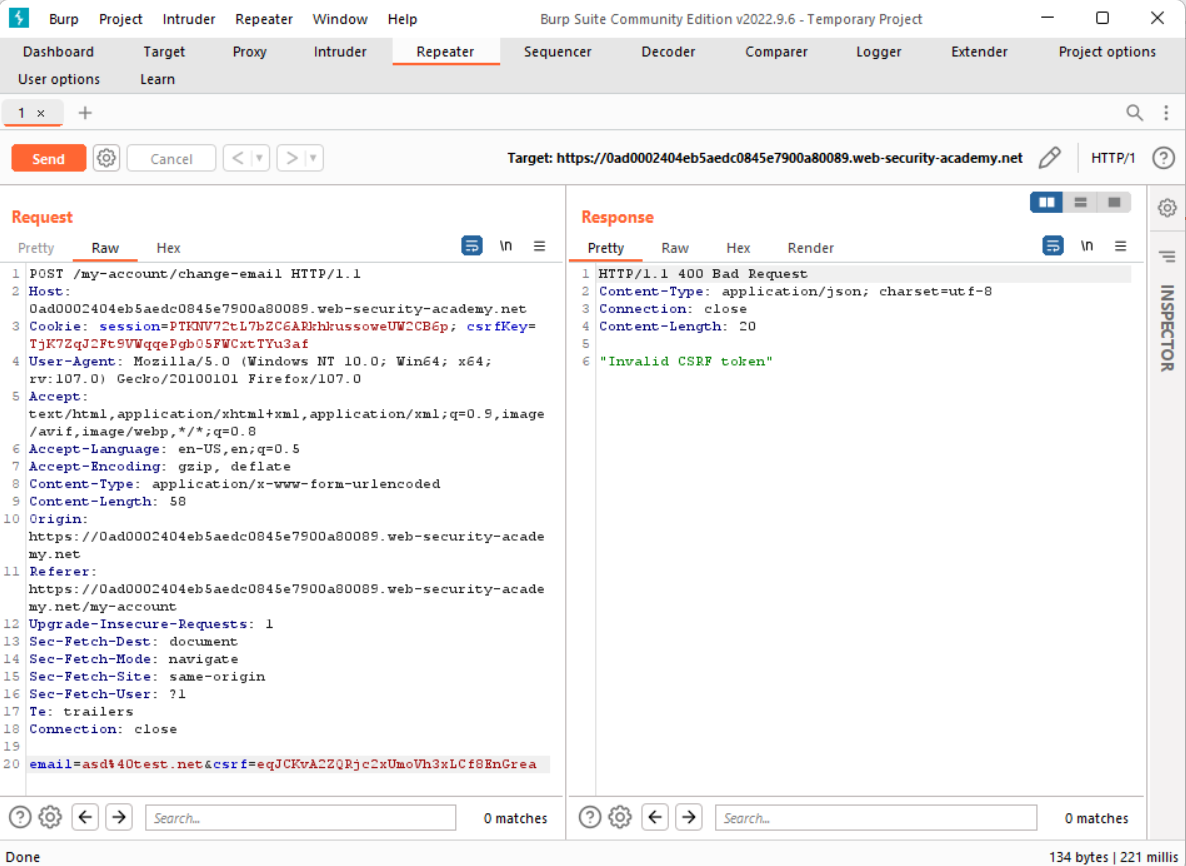 Burp Project Intruder Repeater Window Help Burp Suite Community Edition v2022.9.6 - Temporary Project
Dashboard Target Proxy Intruder Repeater Sequencer Decoder Comparer Logger Extender Project options
User options Learn
1 ×
Send Cancel < > Target: https://0ad0002404eb5aedc0845e7900a80089.web-security-academy.net HTTP/1 ?
Request
Pretty Raw Hex \n
1 POST /my-account/change-email HTTP/1.1
2 Host:
0ad0002404eb5aedc0845e7900a80089.web-security-academy.net
3 Cookie: session=PTKNV72tL7bZC6ARkhkussoweUW2CB6p; csrfKey=
TjK7ZqJ2Ft9VWqqePgb05FWCxtTYu3af
4 User-Agent: Mozilla/5.0 (Windows NT 10.0; Win64; x64;
rv:107.0) Gecko/20100101 Firefox/107.0
5 Accept:
text/html,application/xhtml+xml,application/xml;q=0.9,image
/avif,image/webp,*/*;q=0.8
6 Accept-Language: en-US,en;q=0.5
7 Accept-Encoding: gzip, deflate
8 Content-Type: application/x-www-form-urlencoded
9 Content-Length: 58
10 Origin:
https://0ad0002404eb5aedc0845e7900a80089.web-security-acade
my.net
11 Referer:
https://0ad0002404eb5aedc0845e7900a80089.web-security-acade
my.net/my-account
12 Upgrade-Insecure-Requests: 1
13 Sec-Fetch-Dest: document
14 Sec-Fetch-Mode: navigate
15 Sec-Fetch-Site: same-origin
16 Sec-Fetch-User: ?1
17 Te: trailers
18 Connection: close
19
20 email=asd%40test.net&csrf=eqJCKvA2ZQRjc2xUmoVh3xLCf8EnGrea
Search... 0 matches
Response
Pretty Raw Hex Render \n
1 HTTP/1.1 400 Bad Request
2 Content-Type: application/json; charset=utf-8
3 Connection: close
4 Content-Length: 20
5
6 "Invalid CSRF token"
Search... 0 matches
INSPECTOR
Done 134 bytes | 221 millis